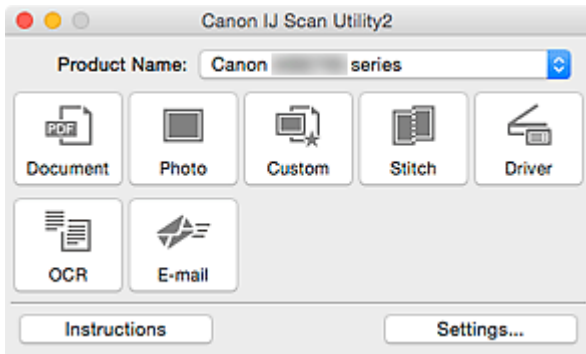 Canon IJ Scan Utility2
Product Name: Canon series
PDF
Document Photo Custom Stitch Driver
OCR E-mail
Instructions Settings...